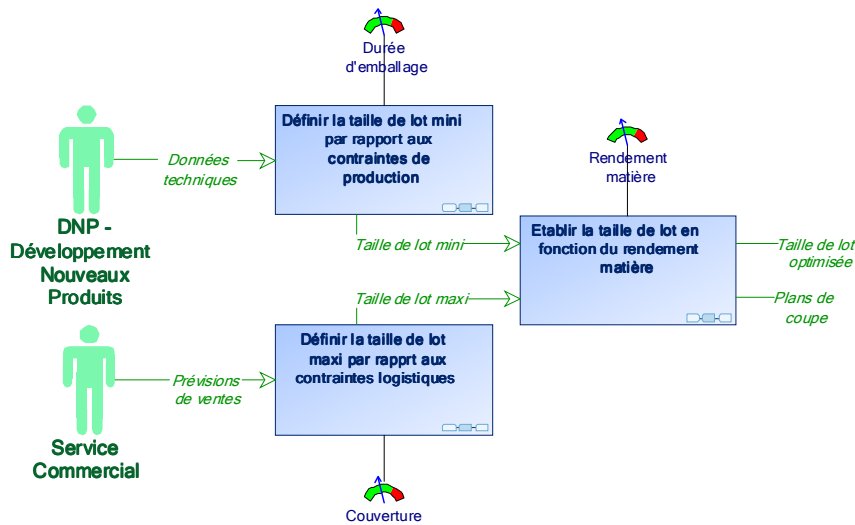 Durée
d'emballage
Définir la taille de lot mini
par rapport aux
contraintes de
production
Données
techniques
DNP -
Développement
Nouveaux
Produits
Rendement
matière
Taille de lot mini
Etablir la taille de lot en
fonction du rendement
matière
Taille de lot
optimisée
Taille de lot maxi
Plans de
coupe
Définir la taille de lot
maxi par rapprt aux
contraintes logistiques
Prévisions
de ventes
Service
Commercial
Couverture